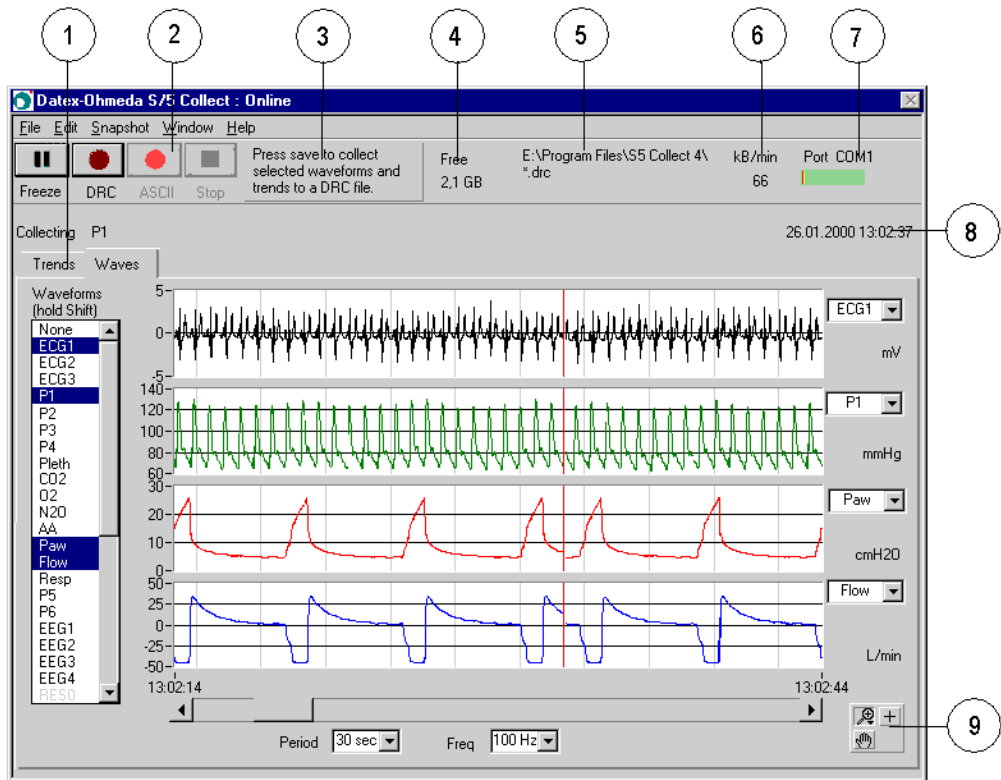 1 2 3 4 5 6 7
Datex-Ohmeda S/5 Collect : Online
File Edit Snapshot Window Help
Freeze DRC ASCII Stop
Press save to collect
selected waveforms and
trends to a DRC file.
Free
2,1 GB
E:\Program Files\S5 Collect 4\
*.drc
kB/min
66
Port COM1
Collecting P1
26.01.2000 13:02:37
8
Trends Waves
Waveforms
(hold Shift)
None
ECG1
ECG2
ECG3
P1
P2
P3
P4
Pleth
CO2
O2
N2O
AA
Paw
Flow
Resp
P5
P6
EEG1
EEG2
EEG3
EEG4
RES0
5
0
-5
ECG1
mV
140
120
100
80
60
P1
mmHg
30
20
10
0
Paw
cmH2O
50
25
0
-25
-50
Flow
L/min
13:02:14 13:02:44
Period 30 sec Freq 100 Hz
9